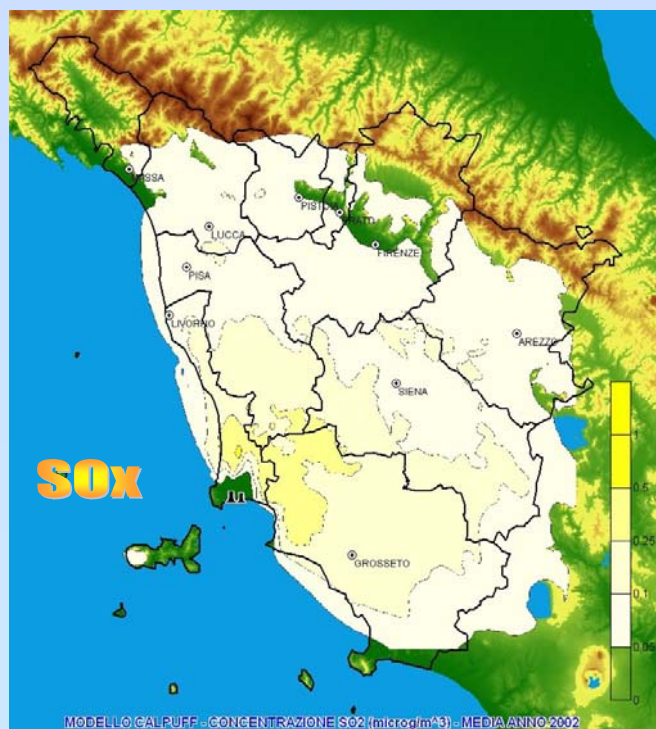 MASSA
PISTOIA
PRATO
LUCCA
FIRENZE
PISA
LIVORNO
AREZZO
SIENA
1
0.5
SOx
0.25
0.1
GROSSETO
0.05
0
MODELLO CALPUFF - CONCENTRAZIONE SO2 (microg/m^3) - MEDIA ANNO 2002